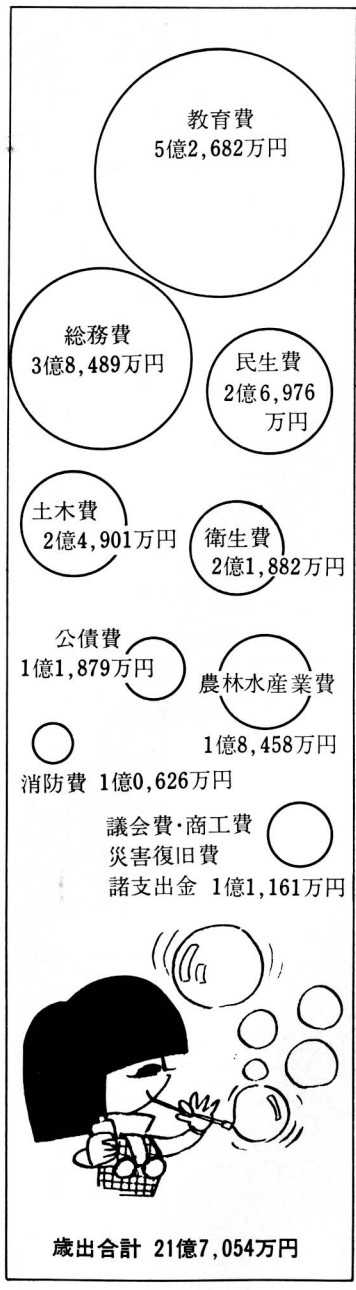 教育費
5億2,682万円
総務費
3億8,489万円
民生費
2億6,976
万円
土木費
2億4,901万円
衛生費
2億1,882万円
公債費
1億1,879万円
農林水産業費
1億8,458万円
消防費 1億0,626万円
議会費·商工費
災害復旧費
諸支出金 1億1,161万円
歳出合計 21億7,054万円